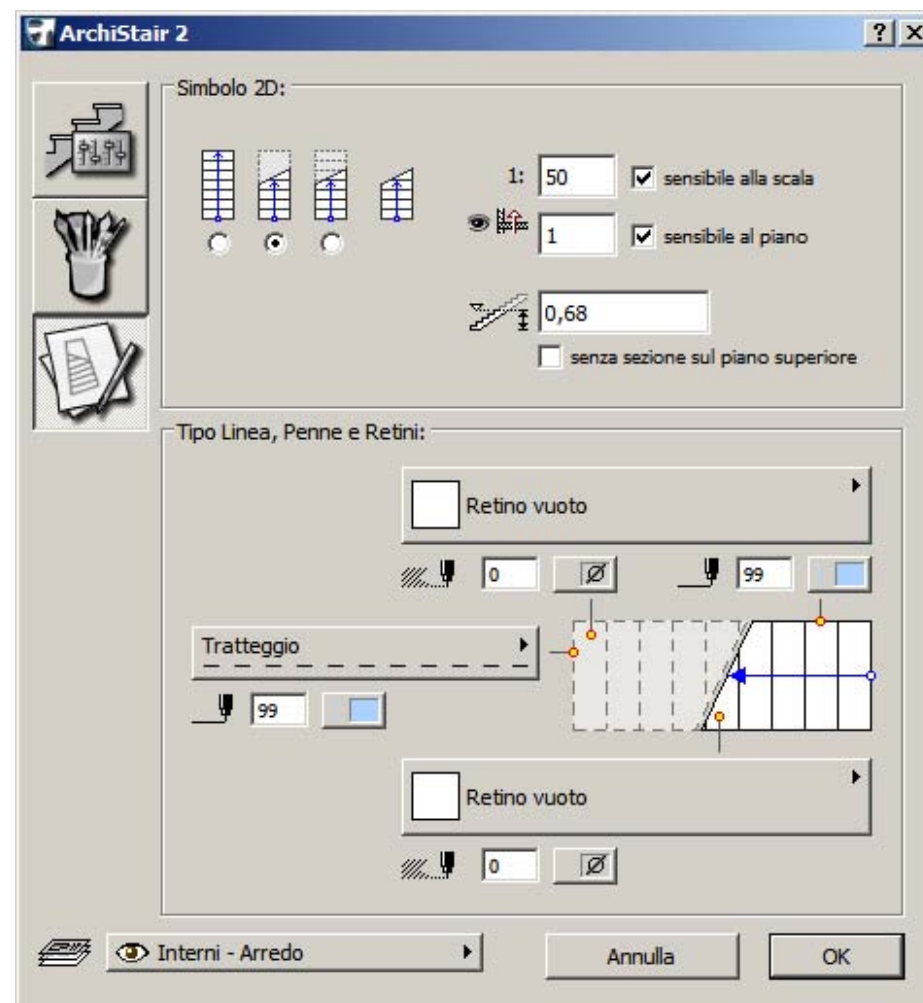 ArchiStair 2
Simbolo 2D:
1: 50 sensibile alla scala
1 sensibile al piano
0,68
senza sezione sul piano superiore
Tipo Linea, Penne e Retini:
Retino vuoto
0 99
Tratteggio
99
Retino vuoto
0
Interni - Arredo Annulla OK